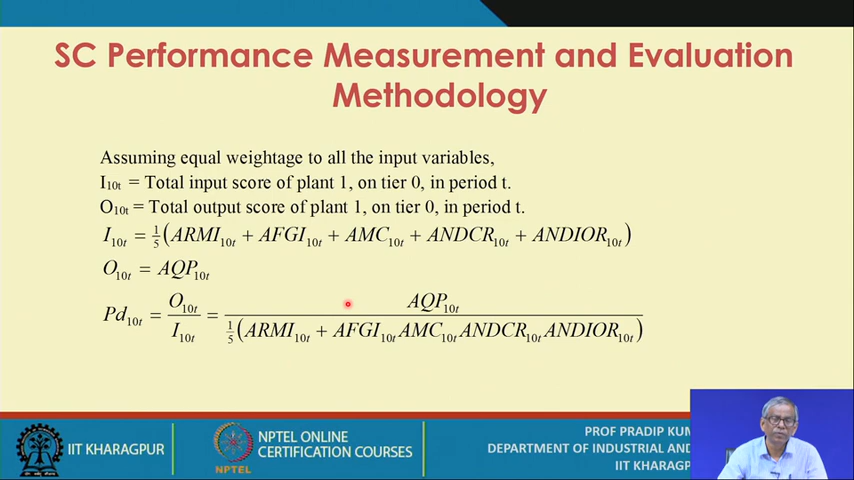 SC Performance Measurement and Evaluation
Methodology
Assuming equal weightage to all the input variables,
I₁₀ₜ = Total input score of plant 1, on tier 0, in period t.
O₁₀ₜ = Total output score of plant 1, on tier 0, in period t.
I₁₀ₜ = 1/5 (ARMI₁₀ₜ + AFGI₁₀ₜ + AMC₁₀ₜ + ANDCR₁₀ₜ + ANDIOR₁₀ₜ)
O₁₀ₜ = AQP₁₀ₜ
Pd₁₀ₜ = O₁₀ₜ / I₁₀ₜ = AQP₁₀ₜ / 1/5 (ARMI₁₀ₜ + AFGI₁₀ₜ AMC₁₀ₜ ANDCR₁₀ₜ ANDIOR₁₀ₜ)
IIT KHARAGPUR
NPTEL
NPTEL ONLINE
CERTIFICATION COURSES
PROF PRADIP
DEPARTMENT OF INDUSTRIAL AND
IIT